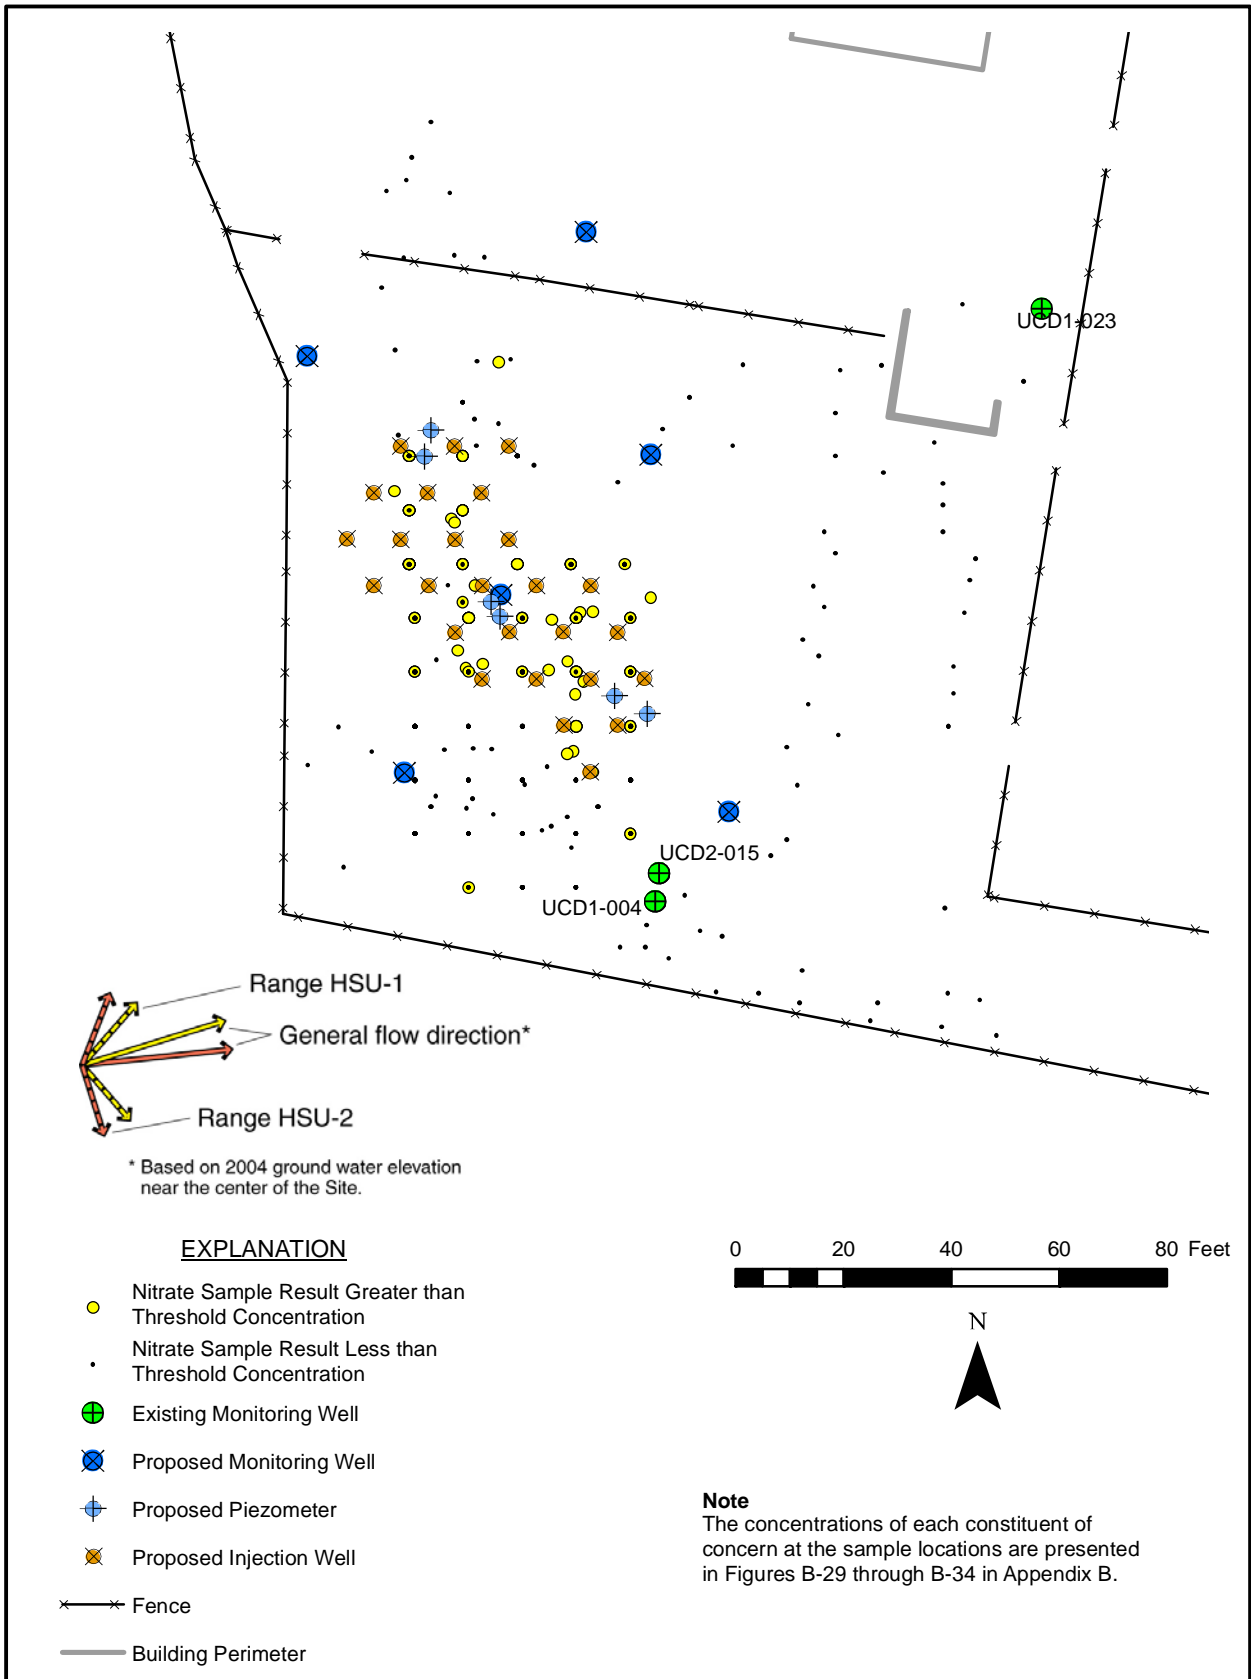 UCD1-023
UCD2-015
UCD1-004
Range HSU-1
General flow direction*
Range HSU-2
* Based on 2004 ground water elevation
near the center of the Site.
EXPLANATION
Nitrate Sample Result Greater than
Threshold Concentration
Nitrate Sample Result Less than
Threshold Concentration
Existing Monitoring Well
Proposed Monitoring Well
Proposed Piezometer
Proposed Injection Well
Fence
Building Perimeter
0 20 40 60 80 Feet
N
Note
The concentrations of each constituent of
concern at the sample locations are presented
in Figures B-29 through B-34 in Appendix B.